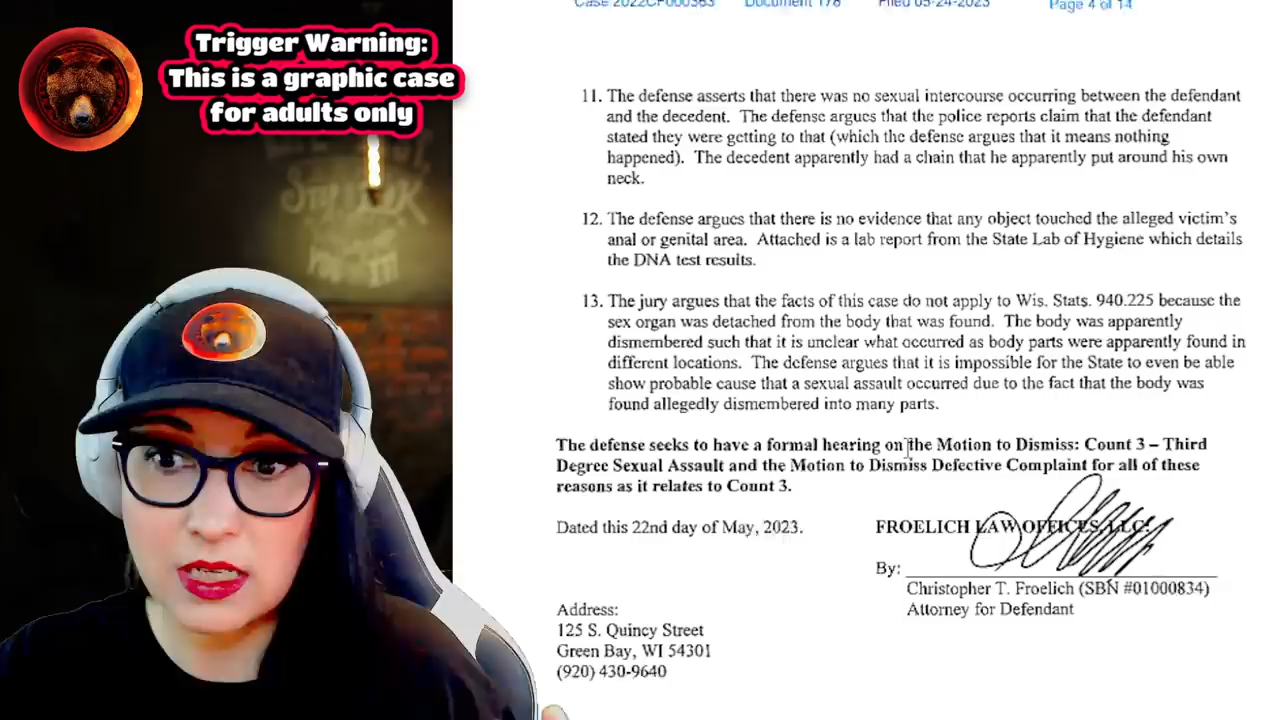 Trigger Warning:
This is a graphic case
for adults only
Case 2022CF000363 Document 178 Filed 05-24-2023 Page 4 of 14
11. The defense asserts that there was no sexual intercourse occurring between the defendant
and the decedent. The defense argues that the police reports claim that the defendant
stated they were getting to that (which the defense argues that it means nothing
happened). The decedent apparently had a chain that he apparently put around his own
neck.
12. The defense argues that there is no evidence that any object touched the alleged victim's
anal or genital area. Attached is a lab report from the State Lab of Hygiene which details
the DNA test results.
13. The jury argues that the facts of this case do not apply to Wis. Stats. 940.225 because the
sex organ was detached from the body that was found. The body was apparently
dismembered such that it is unclear what occurred as body parts were apparently found in
different locations. The defense argues that it is impossible for the State to even be able
show probable cause that a sexual assault occurred due to the fact that the body was
found allegedly dismembered into many parts.
The defense seeks to have a formal hearing on the Motion to Dismiss: Count 3 – Third
Degree Sexual Assault and the Motion to Dismiss Defective Complaint for all of these
reasons as it relates to Count 3.
Dated this 22nd day of May, 2023.
FROELICH LAW OFFICES, LLC:
By:
Christopher T. Froelich (SBN #01000834)
Attorney for Defendant
Address:
125 S. Quincy Street
Green Bay, WI 54301
(920) 430-9640